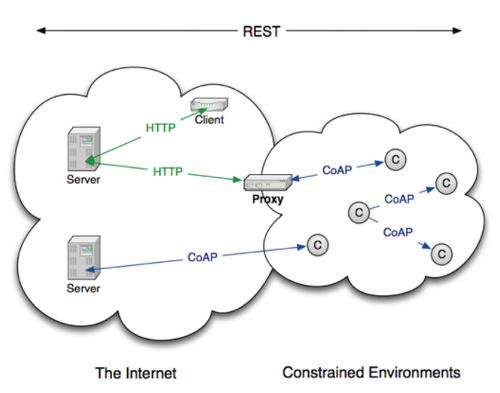 REST
Client
HTTP
HTTP
Server
Proxy
CoAP
C
C
CoAP
C
CoAP
C
C
CoAP
Server
The Internet
Constrained Environments